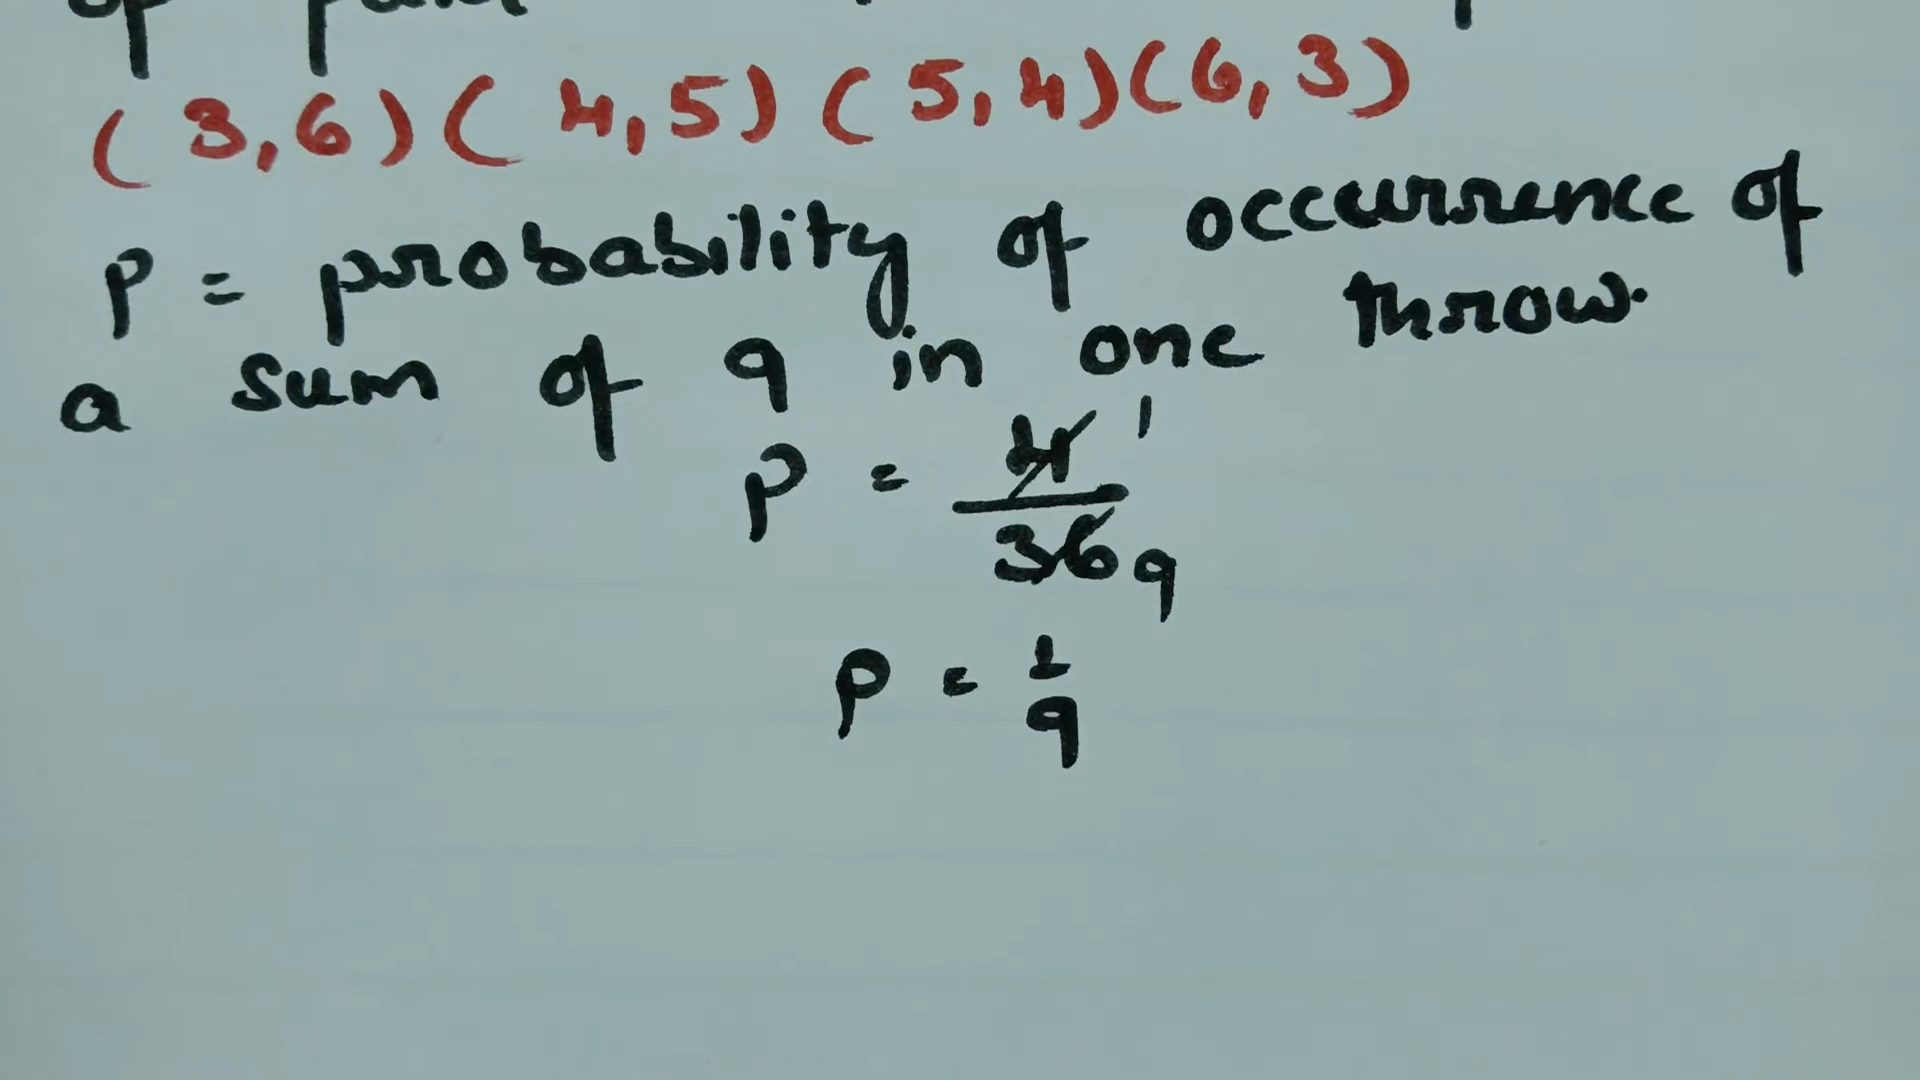 of
(3,6) (4,5) (5,4) (6,3)
P = probability of occurrence of
a sum of 9 in one throw.
P = 4/36 1 9
P = 1/9